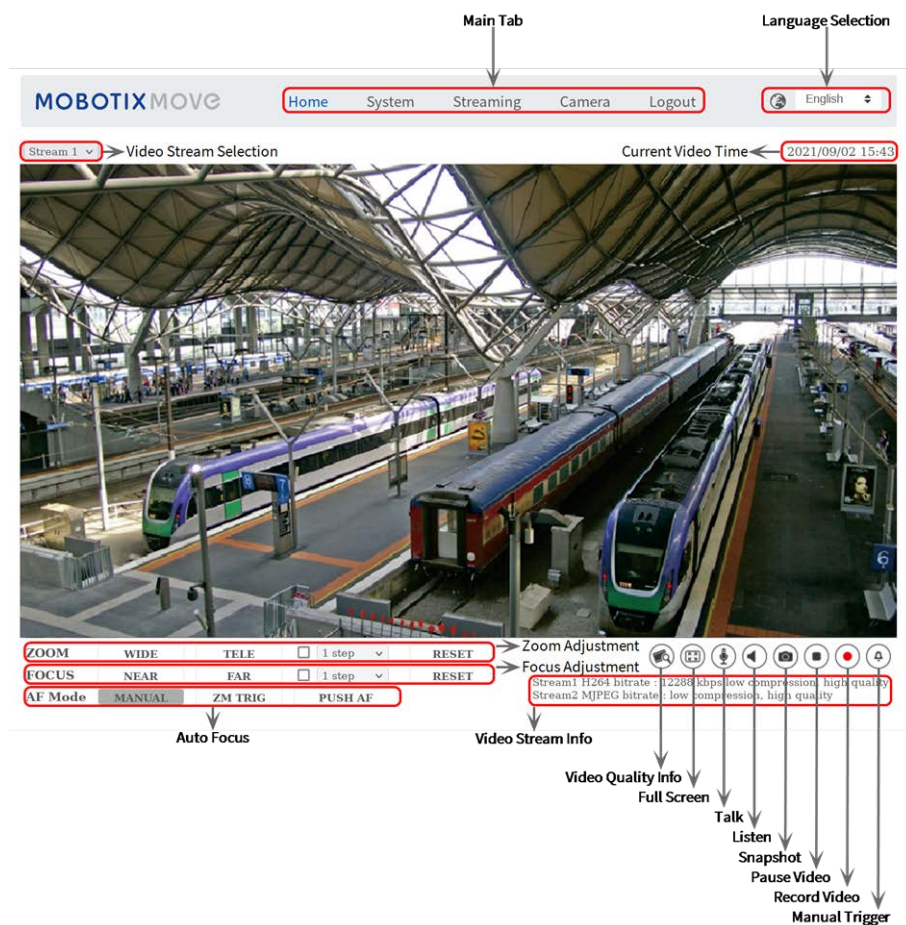 Main Tab
Language Selection
MOBOTIX MOVE
Home System Streaming Camera Logout
English
Stream 1
Video Stream Selection
Current Video Time
2021/09/02 15:43
8
7
6
ZOOM WIDE TELE 1 step RESET
Zoom Adjustment
FOCUS NEAR FAR 1 step RESET
Focus Adjustment
AF Mode MANUAL ZM TRIG PUSH AF
Stream1 H264 bitrate : 12288 kbps low compression, high quality
Stream2 MJPEG bitrate : low compression, high quality
Auto Focus
Video Stream Info
Video Quality Info
Full Screen
Talk
Listen
Snapshot
Pause Video
Record Video
Manual Trigger